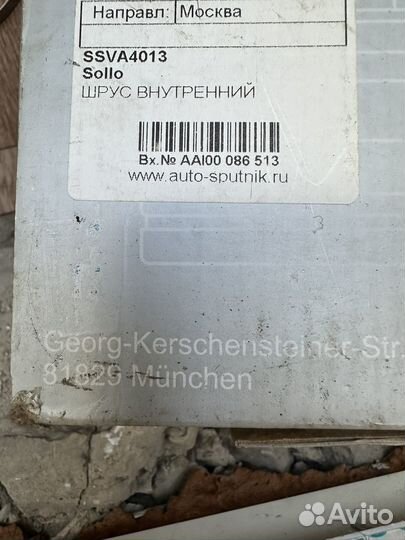 Направл: Москва
SSVA4013
Sollo
ШРУС ВНУТРЕННИЙ
Вх.№ AAI00 086 513
www.auto-sputnik.ru
3
Georg-Kerschensteiner-Str.
81829 München
Avito